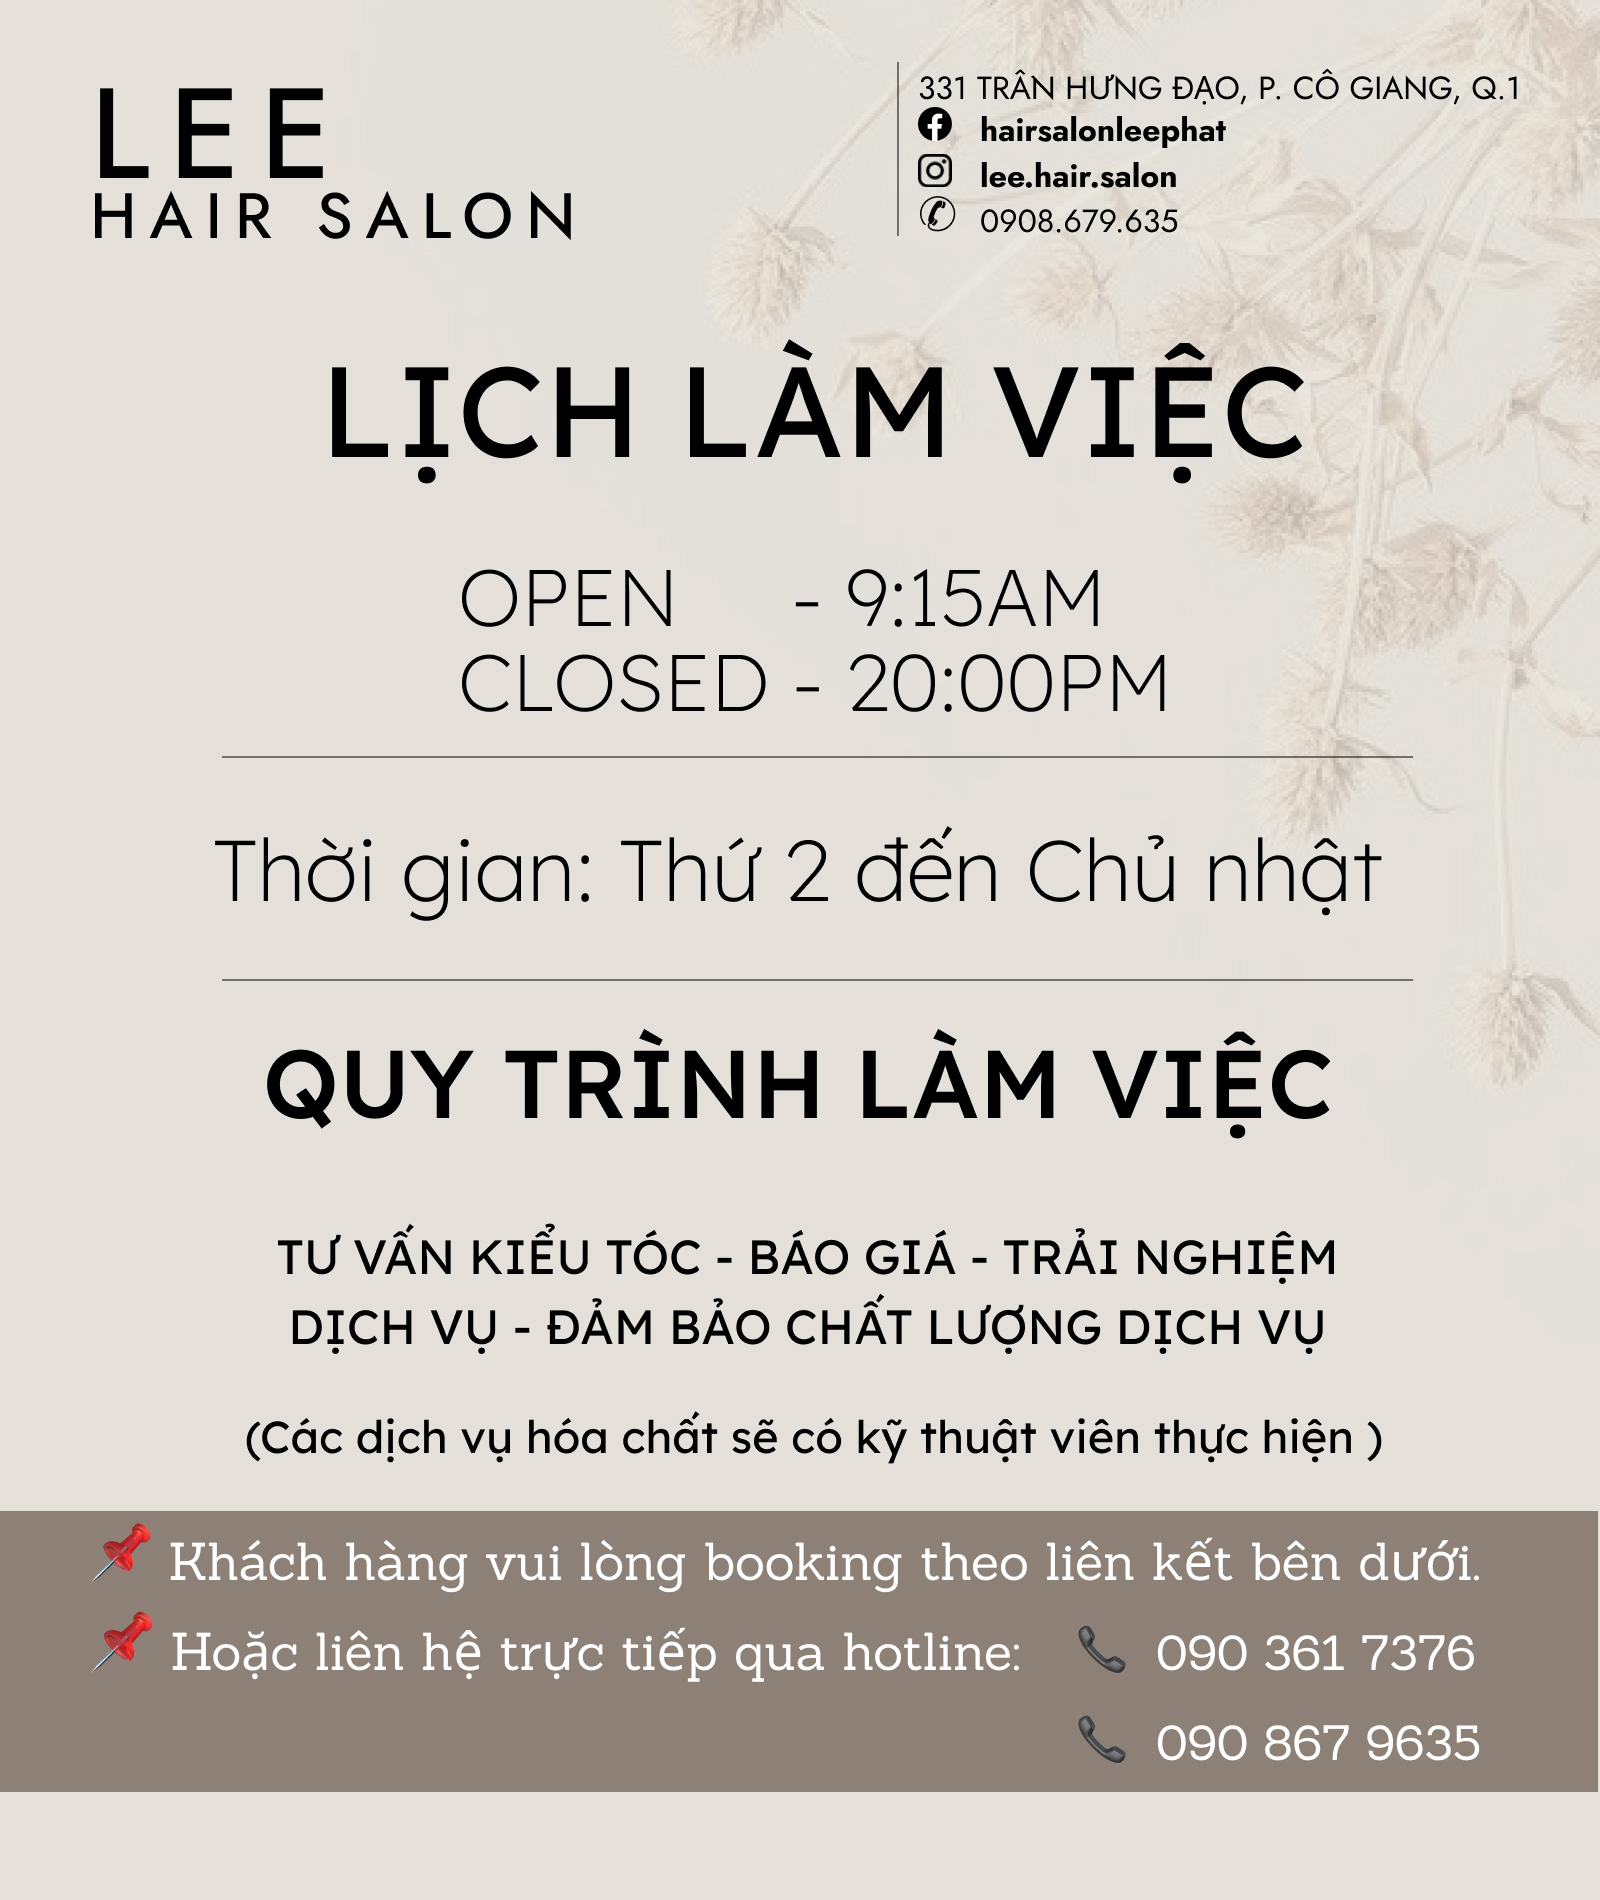 LEE
HAIR SALON
331 TRẦN HƯNG ĐẠO, P. CÔ GIANG, Q.1
hairsalonleephat
lee.hair.salon
0908.679.635
LỊCH LÀM VIỆC
OPEN - 9:15AM
CLOSED - 20:00PM
Thời gian: Thứ 2 đến Chủ nhật
QUY TRÌNH LÀM VIỆC
TƯ VẤN KIỂU TÓC - BÁO GIÁ - TRẢI NGHIỆM
DỊCH VỤ - ĐẢM BẢO CHẤT LƯỢNG DỊCH VỤ
(Các dịch vụ hóa chất sẽ có kỹ thuật viên thực hiện )
📌 Khách hàng vui lòng booking theo liên kết bên dưới.
📌 Hoặc liên hệ trực tiếp qua hotline: 📞 090 361 7376
📞 090 867 9635